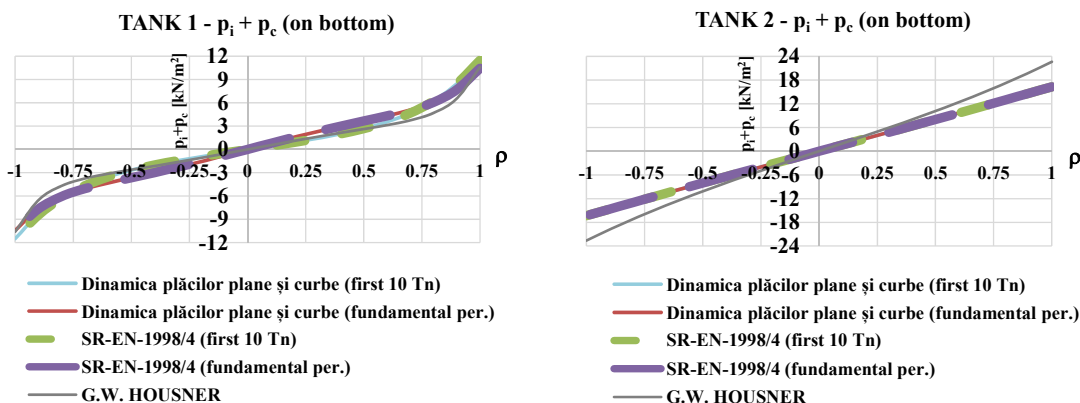 TANK 1 - pi + pc (on bottom)
pi+pc [kN/m²]
12
9
6
3
0
-3
-6
-9
-12
-1
-0.75
-0.5
-0.25
0
0.25
0.5
0.75
1
ρ
Dinamica plăcilor plane și curbe (first 10 Tn)
Dinamica plăcilor plane și curbe (fundamental per.)
SR-EN-1998/4 (first 10 Tn)
SR-EN-1998/4 (fundamental per.)
G.W. HOUSNER
TANK 2 - pi + pc (on bottom)
pi+pc [kN/m²]
24
18
12
6
0
-6
-12
-18
-24
-1
-0.75
-0.5
-0.25
0
0.25
0.5
0.75
1
ρ
Dinamica plăcilor plane și curbe (first 10 Tn)
Dinamica plăcilor plane și curbe (fundamental per.)
SR-EN-1998/4 (first 10 Tn)
SR-EN-1998/4 (fundamental per.)
G.W. HOUSNER